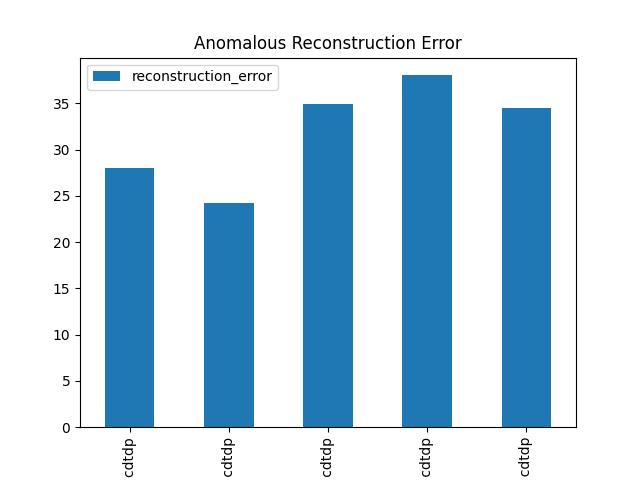 Anomalous Reconstruction Error
reconstruction_error
35
30
25
20
15
10
5
0
cdtdp
cdtdp
cdtdp
cdtdp
cdtdp